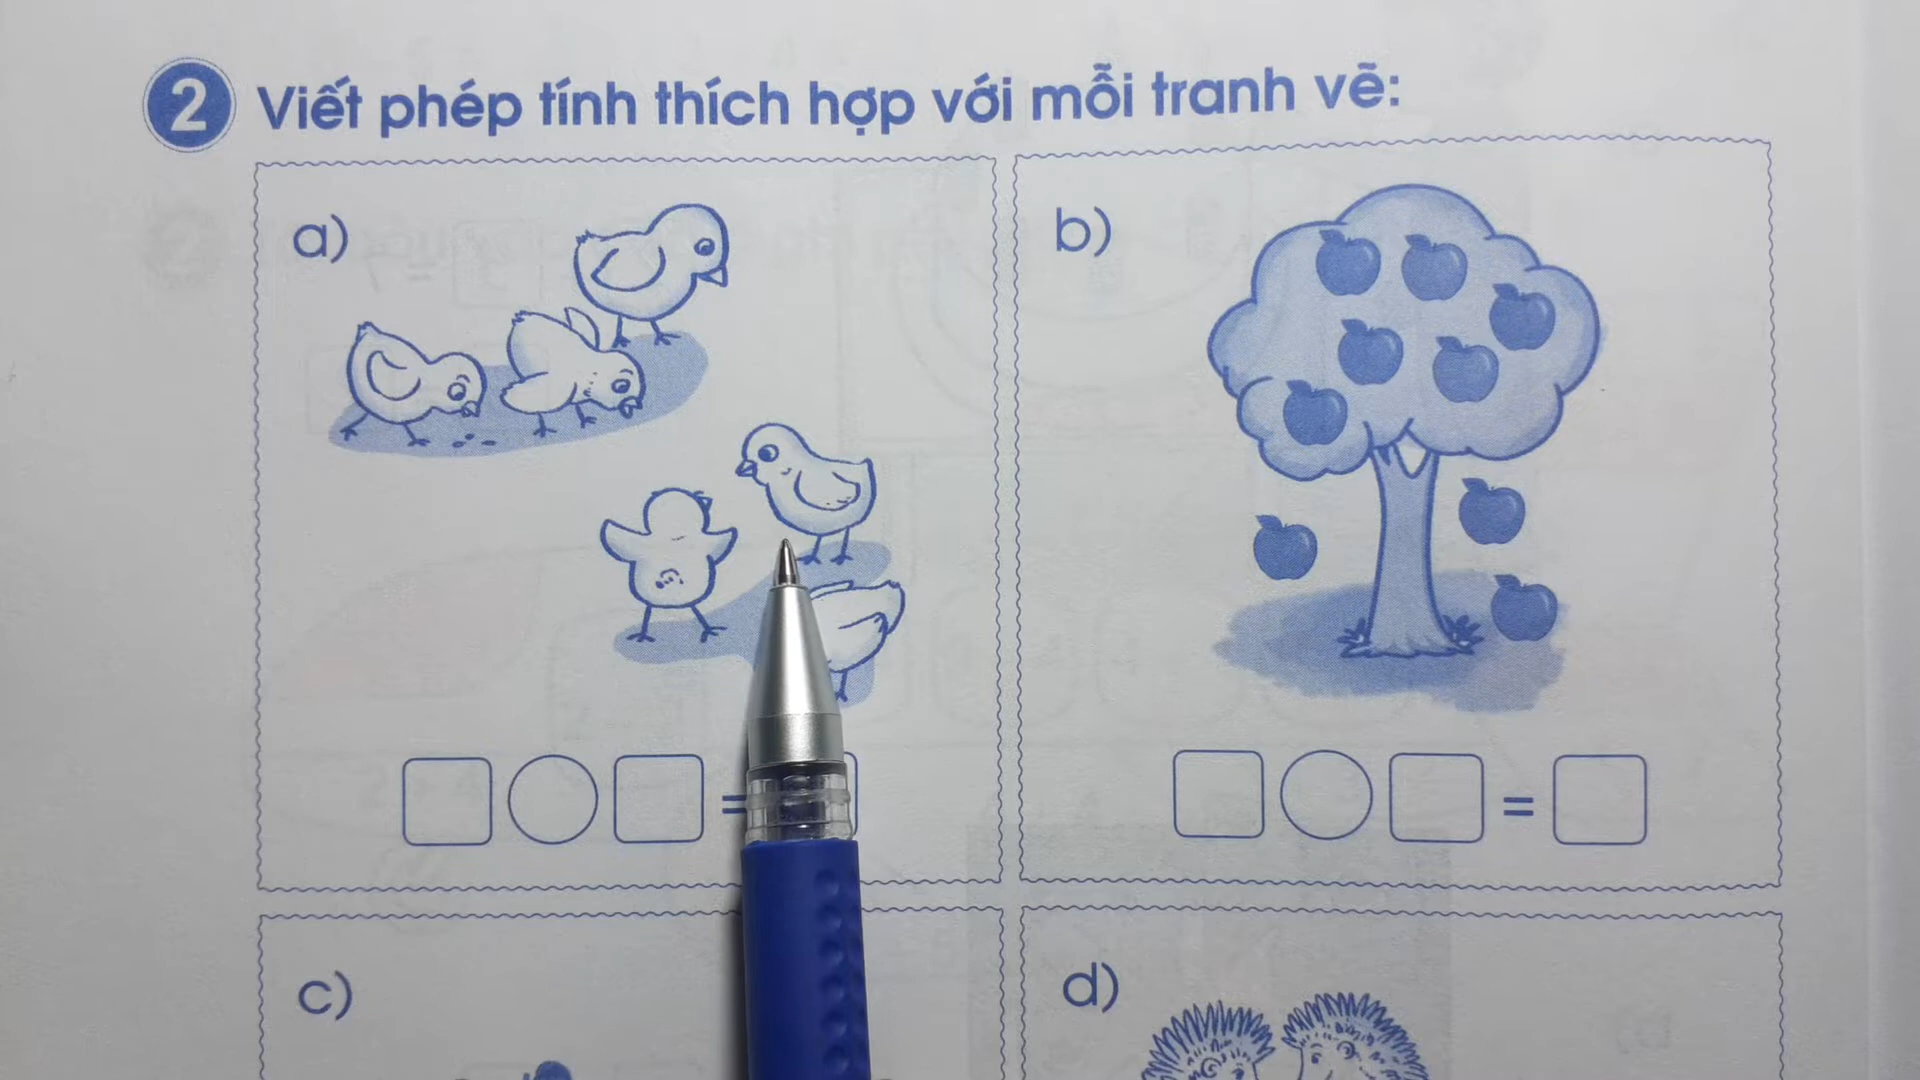 2 Viết phép tính thích hợp với mỗi tranh vẽ:
a)
b)
=
=
c)
d)